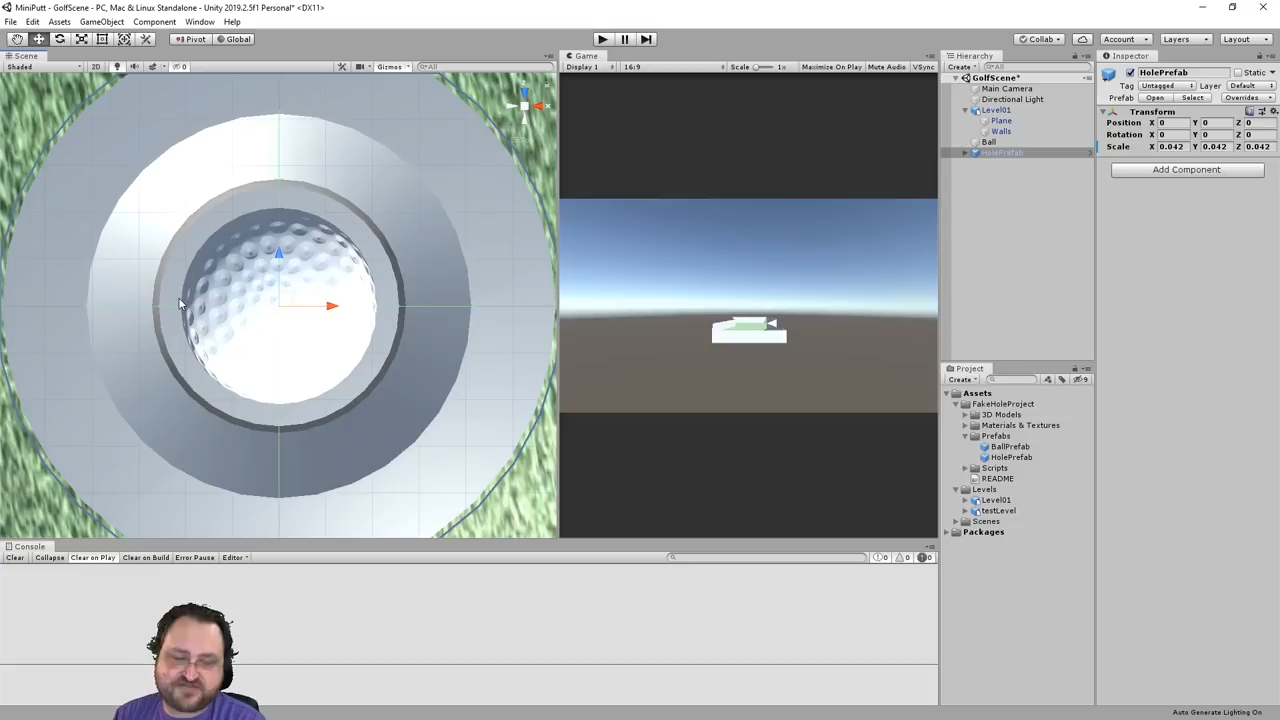 MiniPutt - GolfScene - PC, Mac & Linux Standalone - Unity 2019.2.5f1 Personal* <DX11>
File Edit Assets GameObject Component Window Help
Pivot Global Collab Account Layers Layout
Scene Game Hierarchy Inspector
Shaded 2D 0 Gizmos All Display 1 16:9 Scale 1x Maximize On Play Mute Audio VSync Create All
HolePrefab Static
GolfScene*
Tag Untagged Layer Default
Main Camera
Prefab Open Select Overrides
Directional Light
Level01
Transform
Plane
Position X 0 Y 0 Z 0
Walls
Rotation X 0 Y 0 Z 0
Ball
Scale X 0.042 Y 0.042 Z 0.042
HolePrefab
Add Component
Project
Create 9
Assets
FakeHoleProject
3D Models
Materials & Textures
Prefabs
BallPrefab
HolePrefab
Scripts
README
Levels
Level01
testLevel
Scenes
Packages
Console
Clear Collapse Clear on Play Clear on Build Error Pause Editor 0 0 0
Auto Generate Lighting On